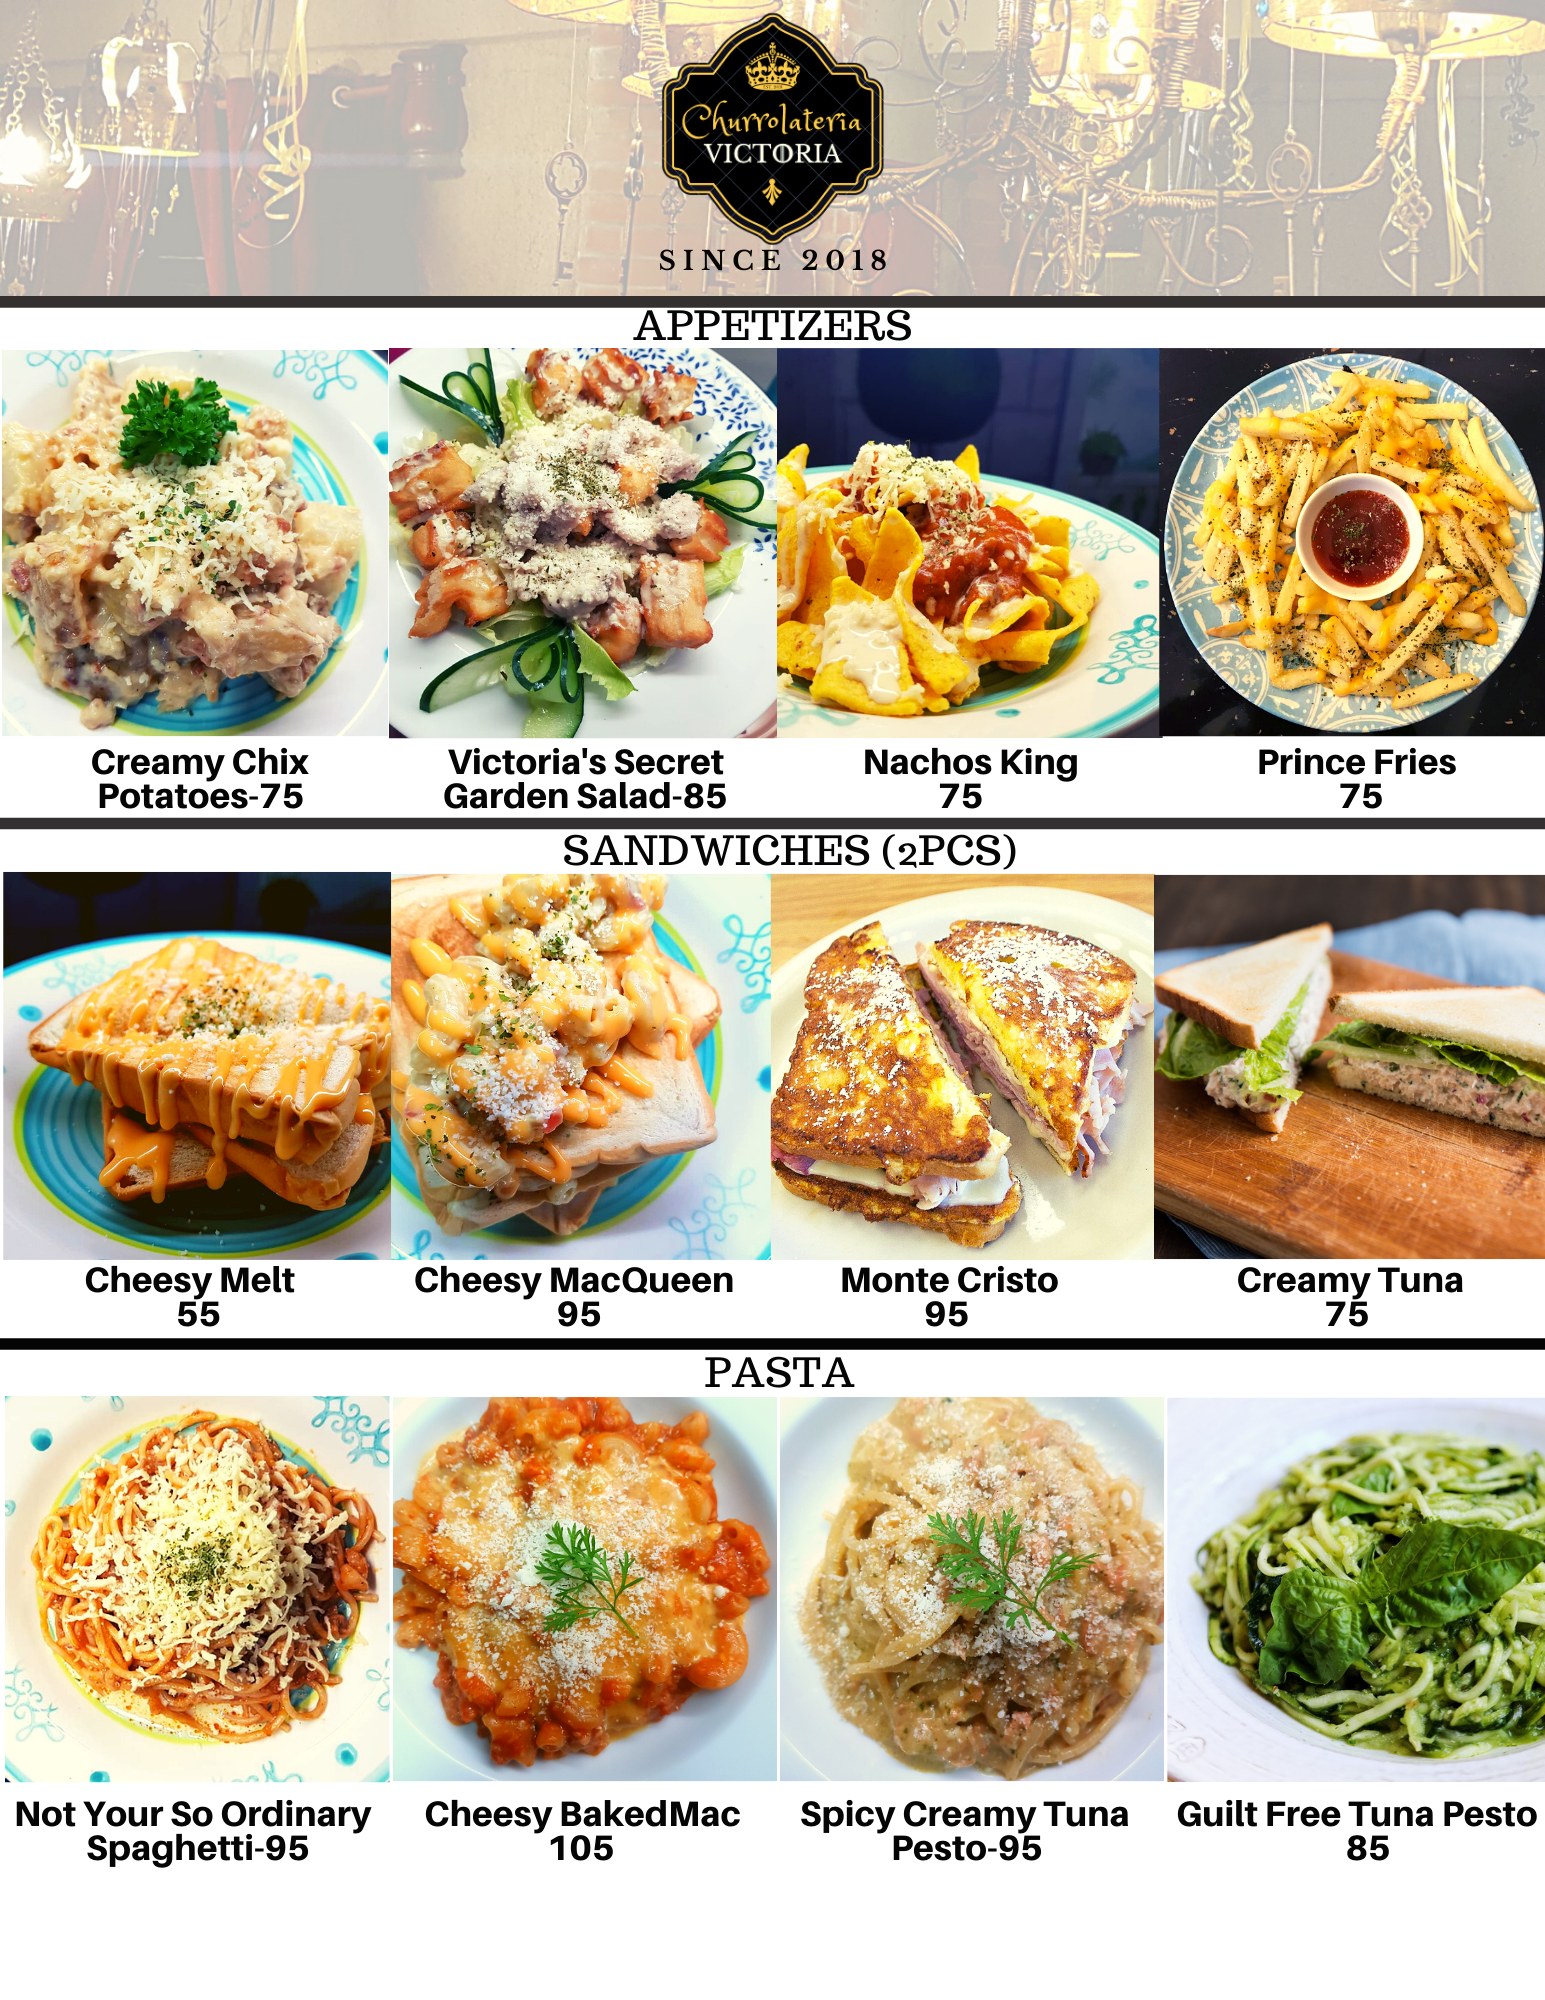 Churrolateria
VICTORIA
SINCE 2018
APPETIZERS
Creamy Chix
Potatoes-75
Victoria's Secret
Garden Salad-85
Nachos King
75
Prince Fries
75
SANDWICHES (2PCS)
Cheesy Melt
55
Cheesy MacQueen
95
Monte Cristo
95
Creamy Tuna
75
PASTA
Not Your So Ordinary
Spaghetti-95
Cheesy BakedMac
105
Spicy Creamy Tuna
Pesto-95
Guilt Free Tuna Pesto
85